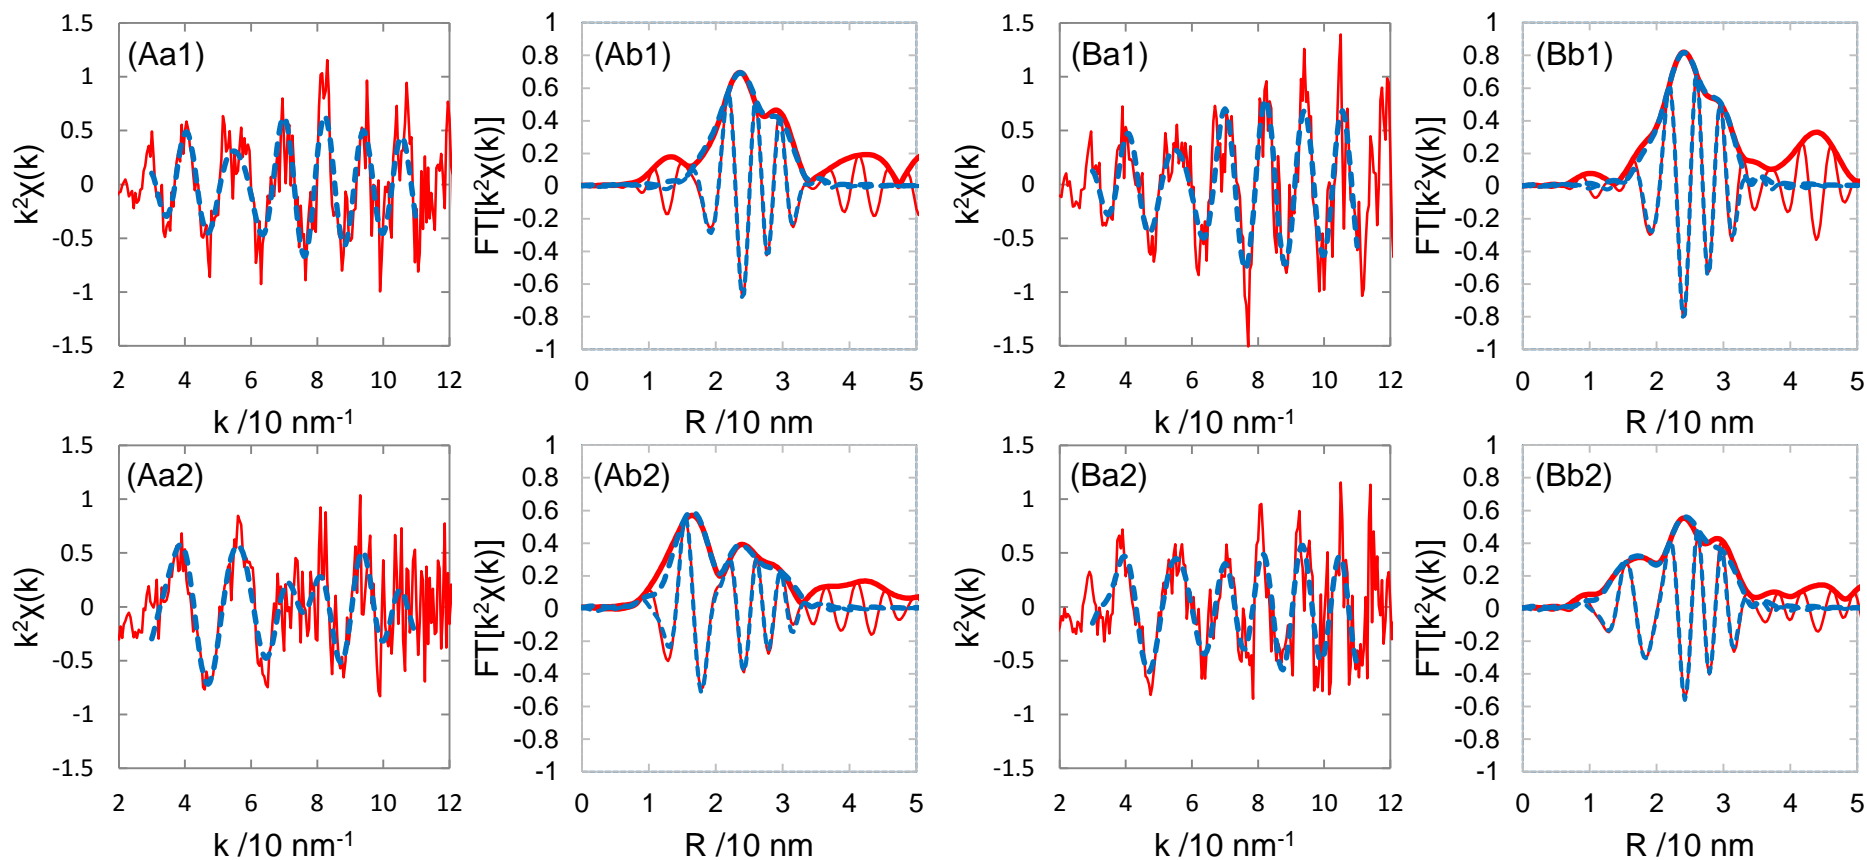 (Aa1)
1.5
1
0.5
0
-0.5
-1
-1.5
k²χ(k)
2 4 6 8 10 12
k /10 nm⁻¹
(Ab1)
1
0.8
0.6
0.4
0.2
0
-0.2
-0.4
-0.6
-0.8
-1
FT[k²χ(k)]
0 1 2 3 4 5
R /10 nm
(Ba1)
1.5
1
0.5
0
-0.5
-1
-1.5
k²χ(k)
2 4 6 8 10 12
k /10 nm⁻¹
(Bb1)
1
0.8
0.6
0.4
0.2
0
-0.2
-0.4
-0.6
-0.8
-1
FT[k²χ(k)]
0 1 2 3 4 5
R /10 nm
(Aa2)
1.5
1
0.5
0
-0.5
-1
-1.5
k²χ(k)
2 4 6 8 10 12
k /10 nm⁻¹
(Ab2)
1
0.8
0.6
0.4
0.2
0
-0.2
-0.4
-0.6
-0.8
-1
FT[k²χ(k)]
0 1 2 3 4 5
R /10 nm
(Ba2)
1.5
1
0.5
0
-0.5
-1
-1.5
k²χ(k)
2 4 6 8 10 12
k /10 nm⁻¹
(Bb2)
1
0.8
0.6
0.4
0.2
0
-0.2
-0.4
-0.6
-0.8
-1
FT[k²χ(k)]
0 1 2 3 4 5
R /10 nm